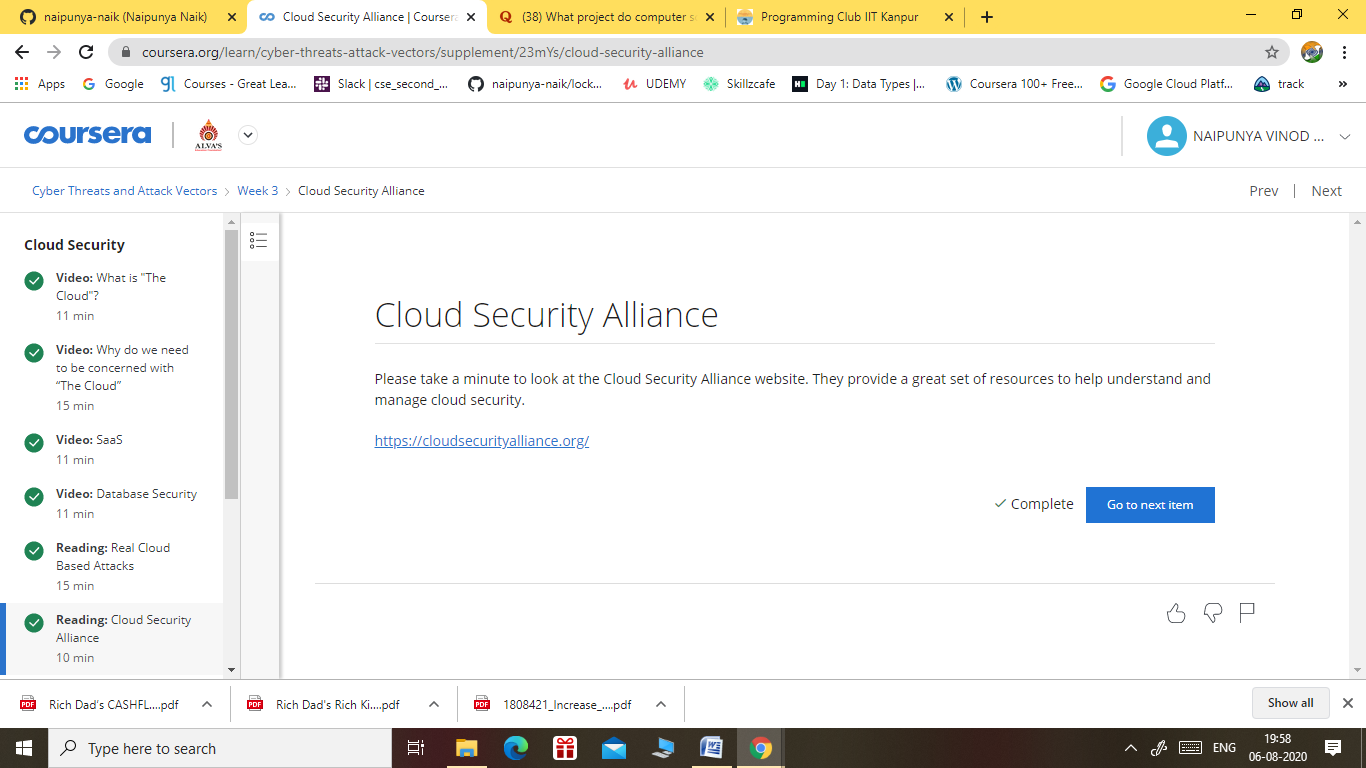 naipunya-naik (Naipunya Naik)
Cloud Security Alliance | Coursera
(38) What project do computer s
Programming Club IIT Kanpur
coursera.org/learn/cyber-threats-attack-vectors/supplement/23mYs/cloud-security-alliance
Apps
Google
Courses - Great Lea...
Slack | cse_second_...
naipunya-naik/lock...
UDEMY
Skillzcafe
Day 1: Data Types |...
Coursera 100+ Free...
Google Cloud Platf...
track
»
coursera
ALVA'S
NAIPUNYA VINOD ...
Cyber Threats and Attack Vectors > Week 3 > Cloud Security Alliance
Prev | Next
Cloud Security
Video: What is "The
Cloud"?
11 min
Video: Why do we need
to be concerned with
“The Cloud”
15 min
Video: SaaS
11 min
Video: Database Security
11 min
Reading: Real Cloud
Based Attacks
15 min
Reading: Cloud Security
Alliance
10 min
Cloud Security Alliance
Please take a minute to look at the Cloud Security Alliance website. They provide a great set of resources to help understand and
manage cloud security.
https://cloudsecurityalliance.org/
Complete
Go to next item
Rich Dad's CASHFL....pdf
Rich Dad's Rich Ki....pdf
1808421_Increase_....pdf
Show all
Type here to search
ENG
19:58
06-08-2020